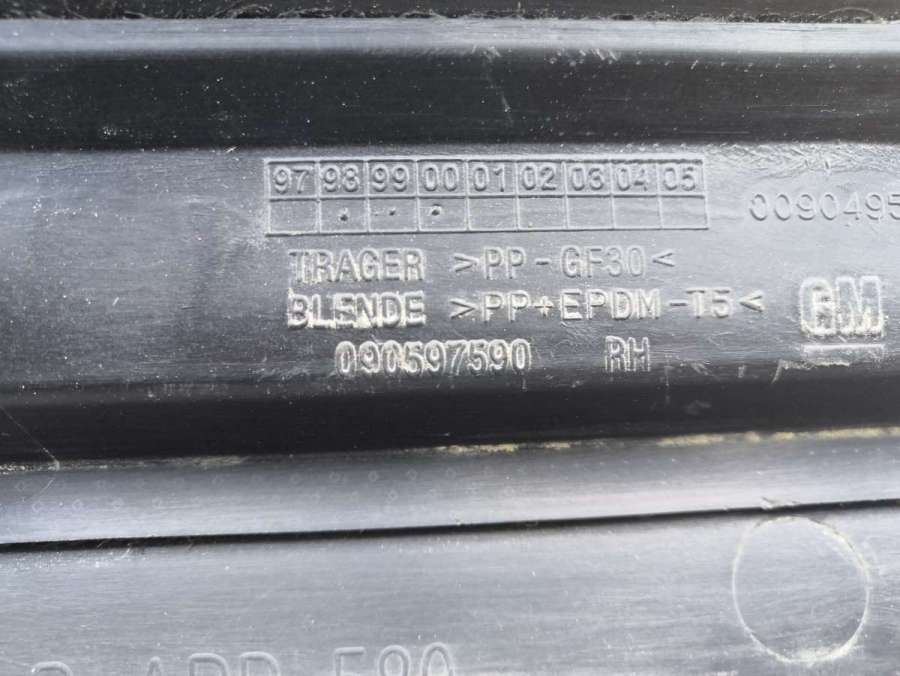 97 98 99 00 01 02 03 04 05
0090495
TRAGER >PP-GF30<
BLENDE >PP+EPDM-T5<
GM
090597590 RH